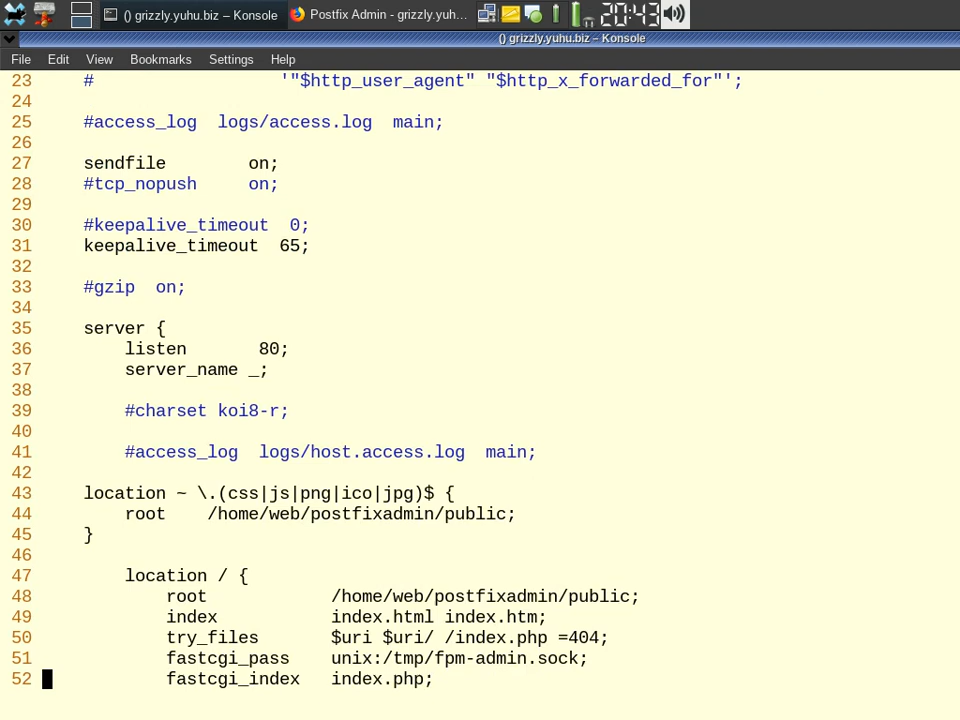 () grizzly.yuhu.biz – Konsole
Postfix Admin - grizzly.yuh...
20:43
() grizzly.yuhu.biz – Konsole
File Edit View Bookmarks Settings Help
23 # '"$http_user_agent" "$http_x_forwarded_for"';
24
25 #access_log logs/access.log main;
26
27 sendfile on;
28 #tcp_nopush on;
29
30 #keepalive_timeout 0;
31 keepalive_timeout 65;
32
33 #gzip on;
34
35 server {
36 listen 80;
37 server_name _;
38
39 #charset koi8-r;
40
41 #access_log logs/host.access.log main;
42
43 location ~ \.(css|js|png|ico|jpg)$ {
44 root /home/web/postfixadmin/public;
45 }
46
47 location / {
48 root /home/web/postfixadmin/public;
49 index index.html index.htm;
50 try_files $uri $uri/ /index.php =404;
51 fastcgi_pass unix:/tmp/fpm-admin.sock;
52 fastcgi_index index.php;